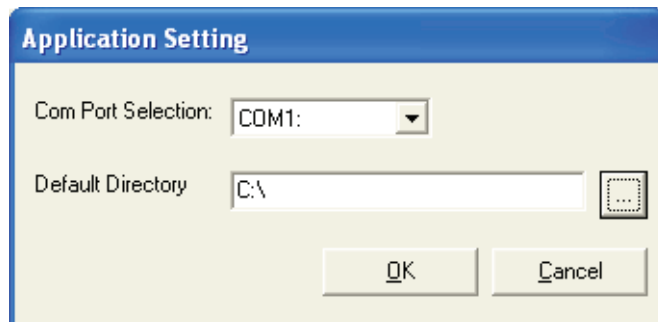 Application Setting
Com Port Selection: COM1:
Default Directory C:\ ...
OK Cancel